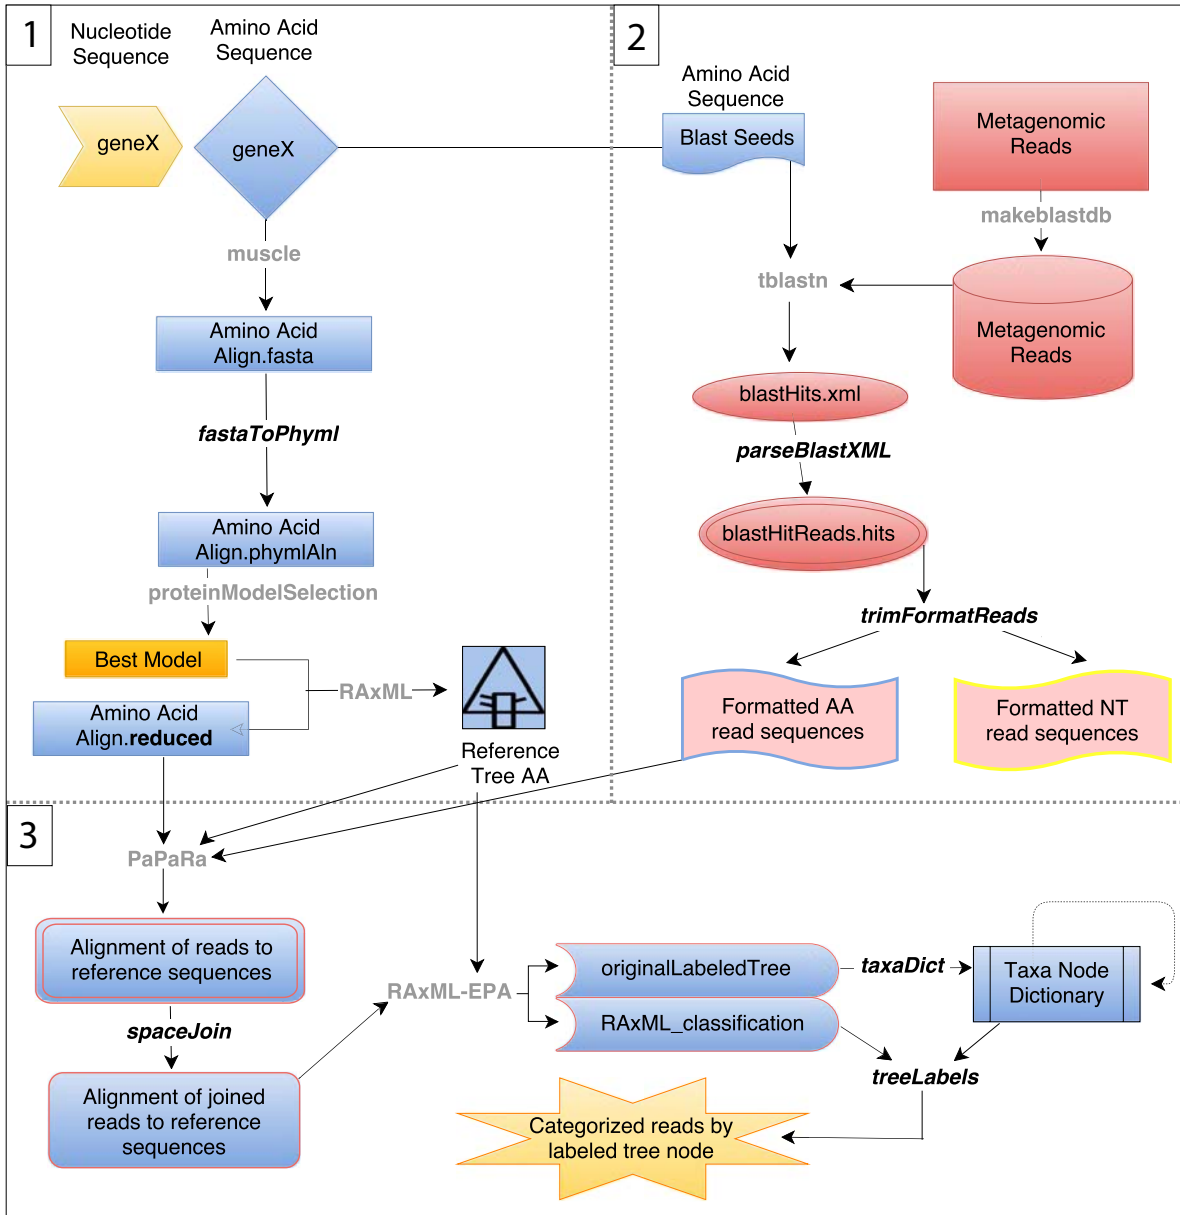 1
Nucleotide
Sequence
Amino Acid
Sequence
geneX
geneX
muscle
Amino Acid
Align.fasta
fastaToPhyml
Amino Acid
Align.phymlAln
proteinModelSelection
Best Model
Amino Acid
Align.reduced
RAxML
Reference
Tree AA
2
Amino Acid
Sequence
Blast Seeds
Metagenomic
Reads
makeblastdb
tblastn
Metagenomic
Reads
blastHits.xml
parseBlastXML
blastHitReads.hits
trimFormatReads
Formatted AA
read sequences
Formatted NT
read sequences
3
PaPaRa
Alignment of reads to
reference sequences
spaceJoin
Alignment of joined
reads to reference
sequences
RAxML-EPA
originalLabeledTree
RAxML_classification
taxaDict
Taxa Node
Dictionary
treeLabels
Categorized reads by
labeled tree node